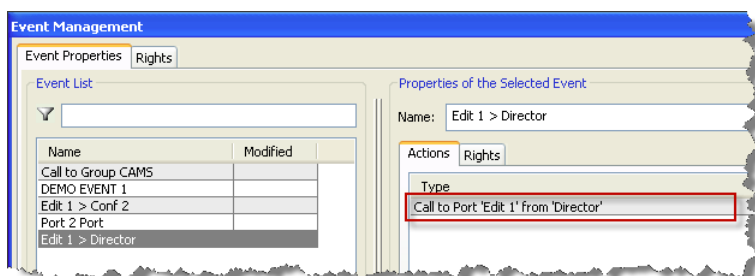 Event Management
Event Properties Rights
Event List
Name Modified
Call to Group CAMS
DEMO EVENT 1
Edit 1 > Conf 2
Port 2 Port
Edit 1 > Director
Properties of the Selected Event
Name: Edit 1 > Director
Actions Rights
Type
Call to Port 'Edit 1' from 'Director'